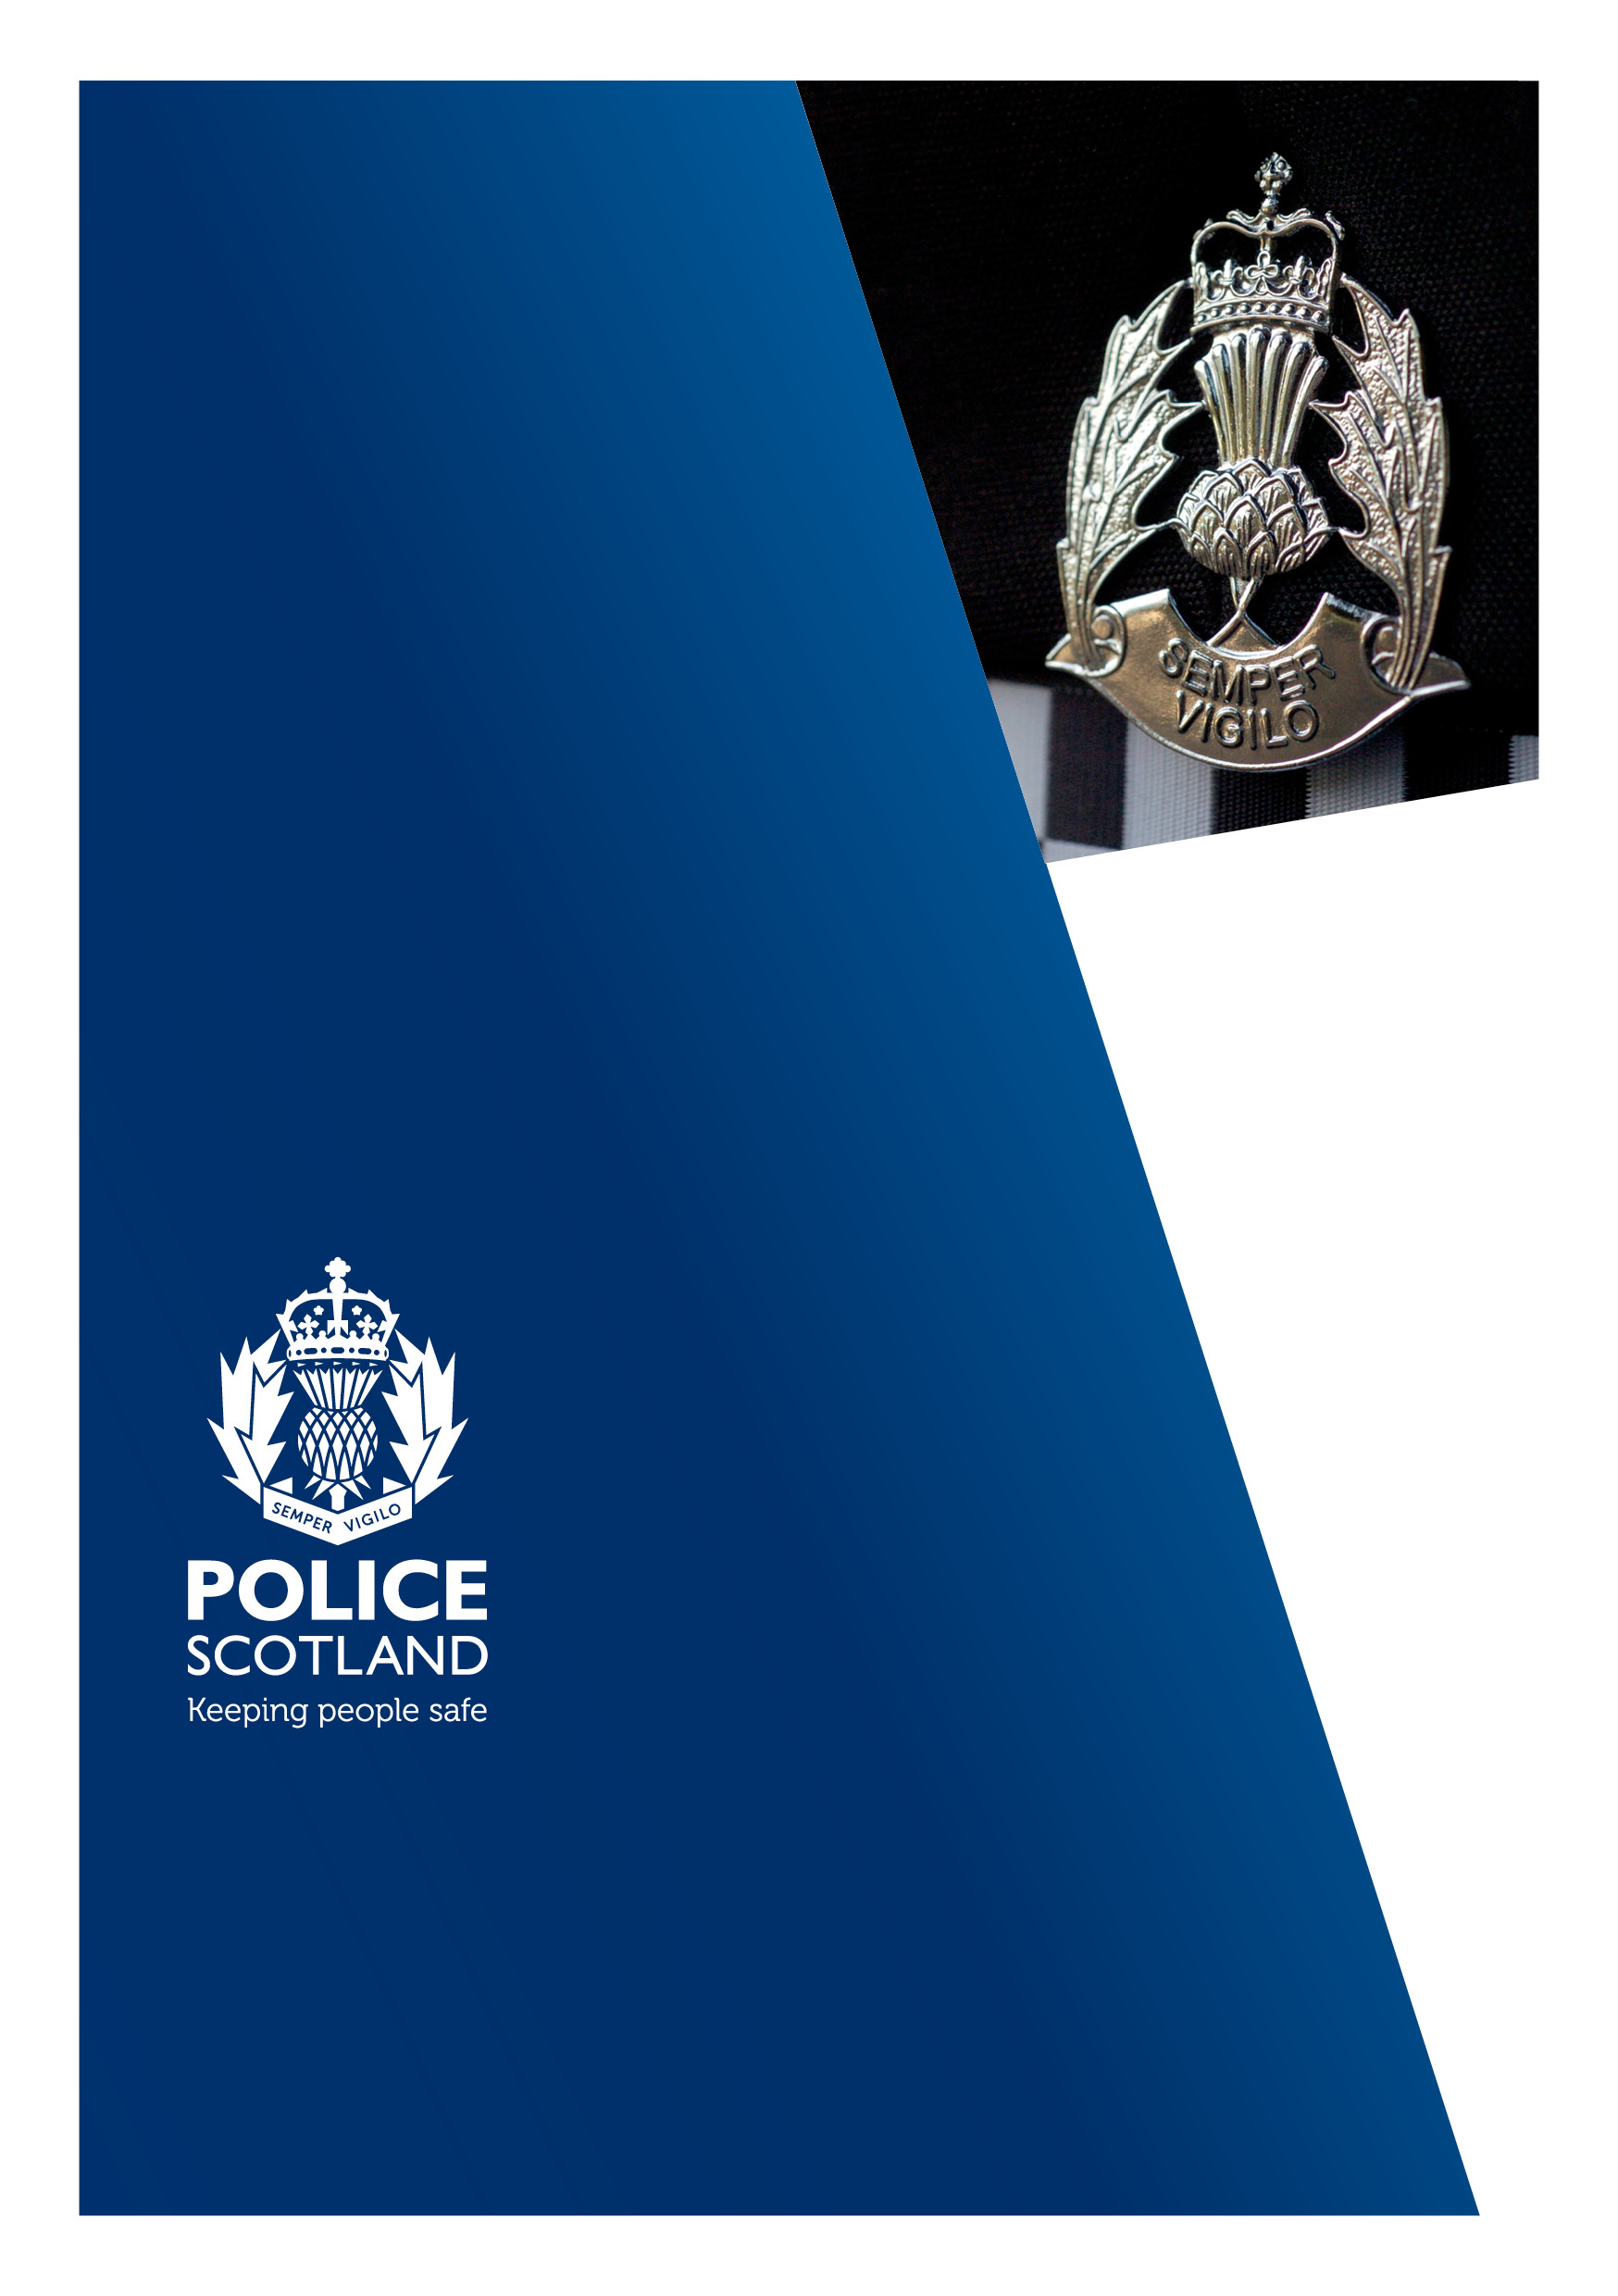 SEMPER
VIGILO
SEMPER VIGILO
POLICE
SCOTLAND
Keeping people safe